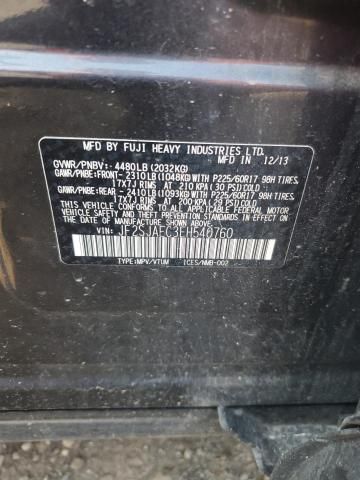 MFD BY FUJI HEAVY INDUSTRIES LTD.
MFD IN 12/13
GVWR/PNBV: 4480LB (2032KG)
GAWR/PNBE:FRONT- 2310LB (1048KG) WITH P225/60R17 98H TIRES
17X7J RIMS AT 210 KPA (30 PSI) COLD
GAWR/PNBE:REAR - 2410LB (1093KG) WITH P225/60R17 98H TIRES
17X7J RIMS AT 200 KPA (29 PSI) COLD
THIS VEHICLE CONFORMS TO ALL APPLICABLE FEDERAL MOTOR
VEHICLE SAFETY STANDARDS IN EFFECT ON THE DATE OF
MANUFACTURE SHOWN ABOVE.
VIN: JF2SJAEC3EH540760
TYPE:MPV/VTUM ICES/NMB-002